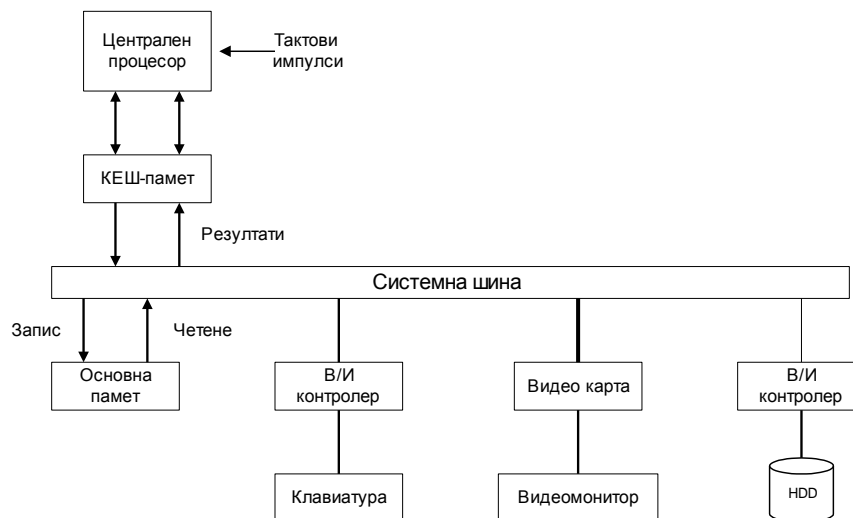 Централен
процесор
Тактови
импулси
КЕШ-памет
Резултати
Системна шина
Запис
Четене
Основна
памет
В/И
контролер
Видео карта
В/И
контролер
Клавиатура
Видеомонитор
HDD